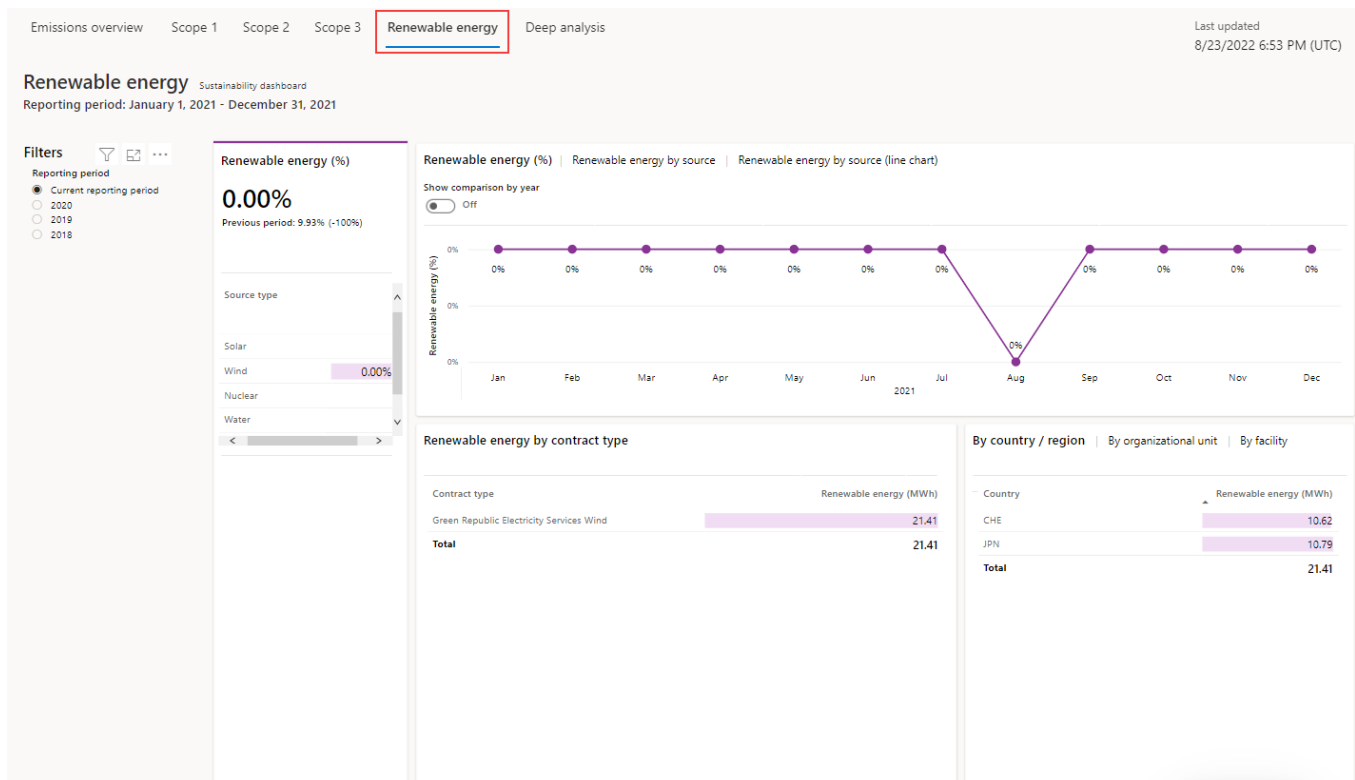 Emissions overview Scope 1 Scope 2 Scope 3 Renewable energy Deep analysis
Last updated
8/23/2022 6:53 PM (UTC)
Renewable energy Sustainability dashboard
Reporting period: January 1, 2021 - December 31, 2021
Filters
Reporting period
Current reporting period
2020
2019
2018
Renewable energy (%)
0.00%
Previous period: 9.93% (-100%)
Source type
Solar
Wind 0.00%
Nuclear
Water
Renewable energy (%) | Renewable energy by source | Renewable energy by source (line chart)
Show comparison by year
Off
Renewable energy (%)
0%
0% 0% 0% 0% 0% 0% 0% 0% 0% 0% 0%
0%
0%
0%
Jan Feb Mar Apr May Jun Jul Aug Sep Oct Nov Dec
2021
Renewable energy by contract type
Contract type Renewable energy (MWh)
Green Republic Electricity Services Wind 21.41
Total 21.41
By country / region | By organizational unit | By facility
Country Renewable energy (MWh)
CHE 10.62
JPN 10.79
Total 21.41